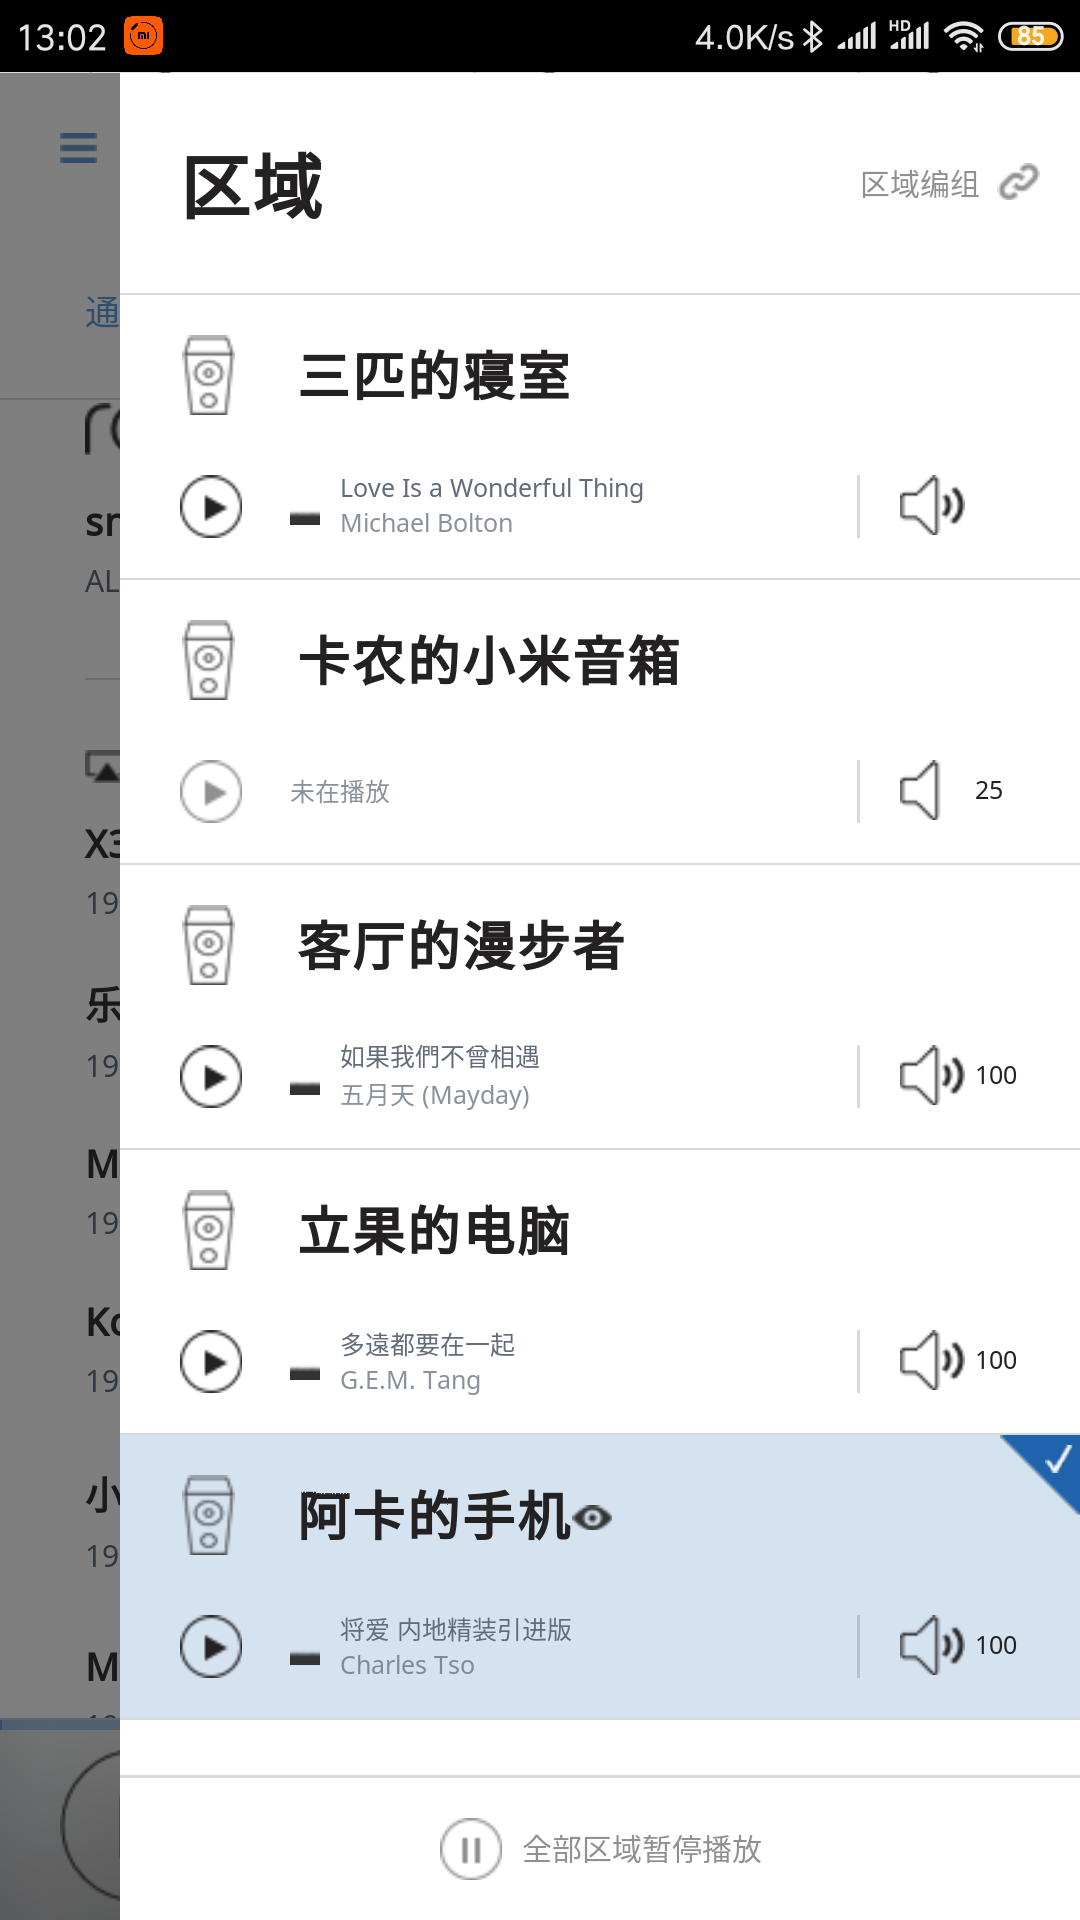 13:02
4.0K/s
HD
85
区域
区域编组
通
三匹的寝室
Love Is a Wonderful Thing
Michael Bolton
sn
AL
卡农的小米音箱
未在播放
25
X3
19
客厅的漫步者
如果我們不曾相遇
五月天 (Mayday)
100
乐
19
M
19
立果的电脑
多遠都要在一起
G.E.M. Tang
100
19
小
19
阿卡的手机
将爱 内地精装引进版
Charles Tso
100
M
全部区域暂停播放